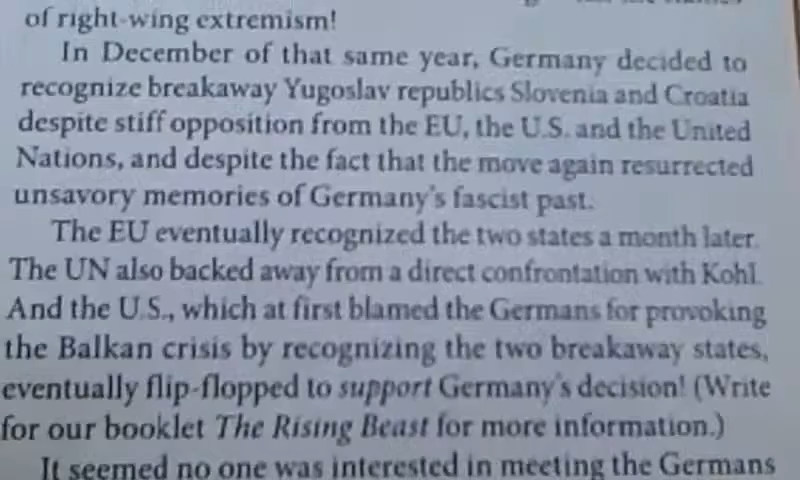 of right-wing extremism!
In December of that same year, Germany decided to
recognize breakaway Yugoslav republics Slovenia and Croatia
despite stiff opposition from the EU, the U.S. and the United
Nations, and despite the fact that the move again resurrected
unsavory memories of Germany's fascist past.
The EU eventually recognized the two states a month later.
The UN also backed away from a direct confrontation with Kohl.
And the U.S., which at first blamed the Germans for provoking
the Balkan crisis by recognizing the two breakaway states,
eventually flip-flopped to support Germany's decision! (Write
for our booklet The Rising Beast for more information.)
It seemed no one was interested in meeting the Germans